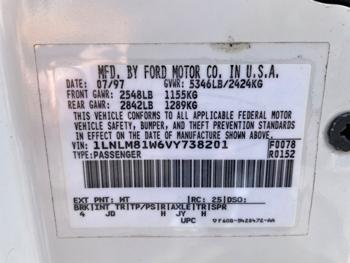 MFD. BY FORD MOTOR CO. IN U.S.A.
DATE: 07/97 GVWR: 5346LB/2424KG
FRONT GAWR: 2548LB 1155KG
REAR GAWR: 2842LB 1289KG
THIS VEHICLE CONFORMS TO ALL APPLICABLE FEDERAL MOTOR
VEHICLE SAFETY, BUMPER, AND THEFT PREVENTION STANDARDS
IN EFFECT ON THE DATE OF MANUFACTURE SHOWN ABOVE.
VIN: 1LNLM81W6VY738201 F0078
TYPE: PASSENGER R0152
EXT PNT: WT RC: 25 DSO:
BRK INT TR TP/PS R AXLE TR SPR
4 JD H JY H
UPC